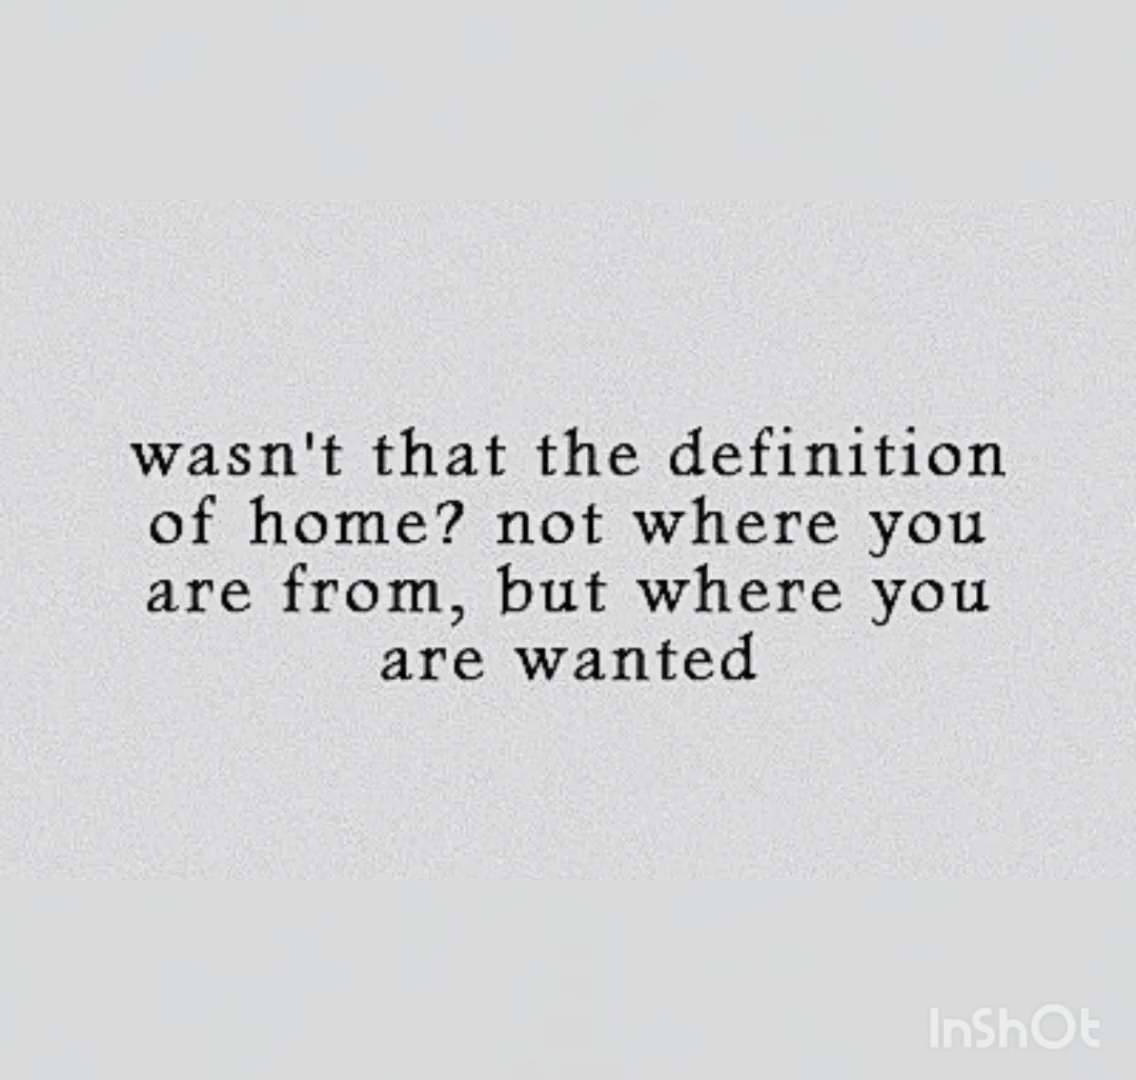 wasn't that the definition
of home? not where you
are from, but where you
are wanted
InShOt